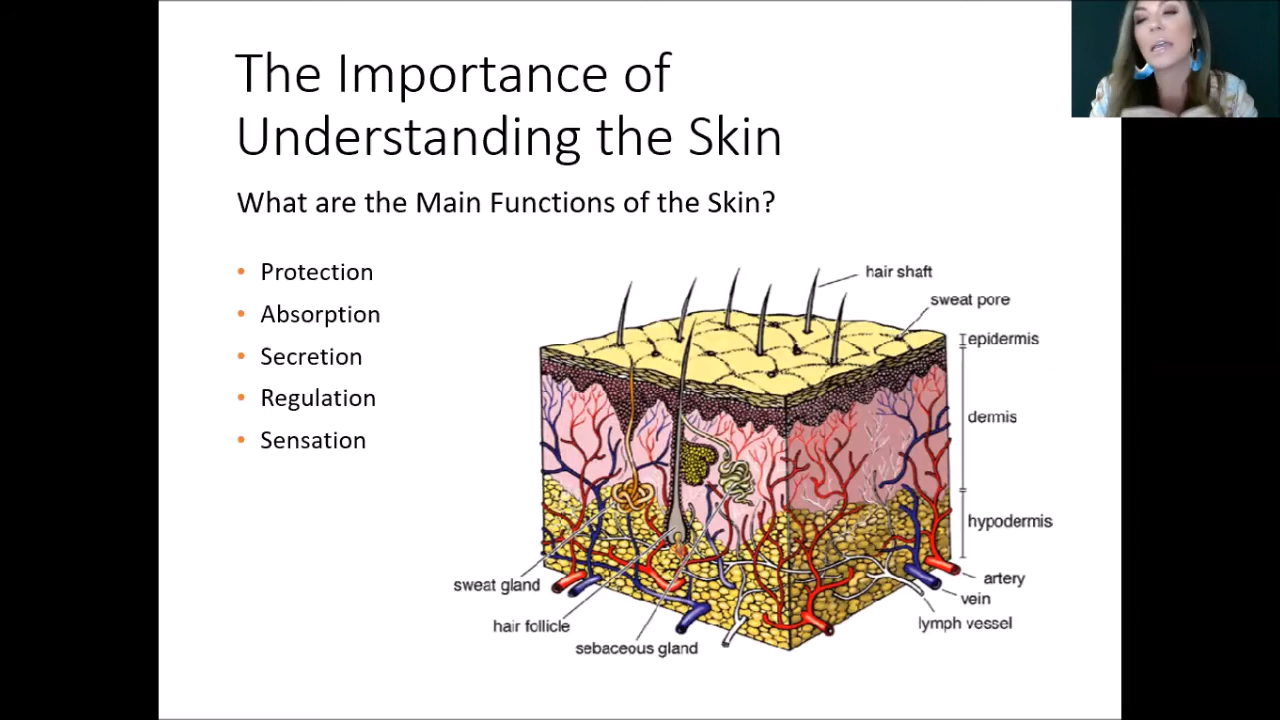 The Importance of
Understanding the Skin
What are the Main Functions of the Skin?
• Protection
• Absorption
• Secretion
• Regulation
• Sensation
hair shaft
sweat pore
epidermis
dermis
hypodermis
artery
vein
lymph vessel
sweat gland
hair follicle
sebaceous gland